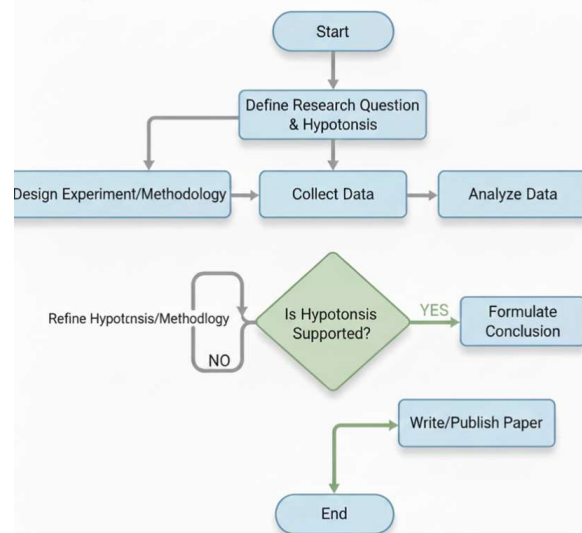 Start
Define Research Question
& Hypotonsis
Design Experiment/Methodology
Collect Data
Analyze Data
Is Hypotonsis
Supported?
YES
Formulate
Conclusion
Refine Hypotcnsis/Methodlogy
NO
Write/Publish Paper
End